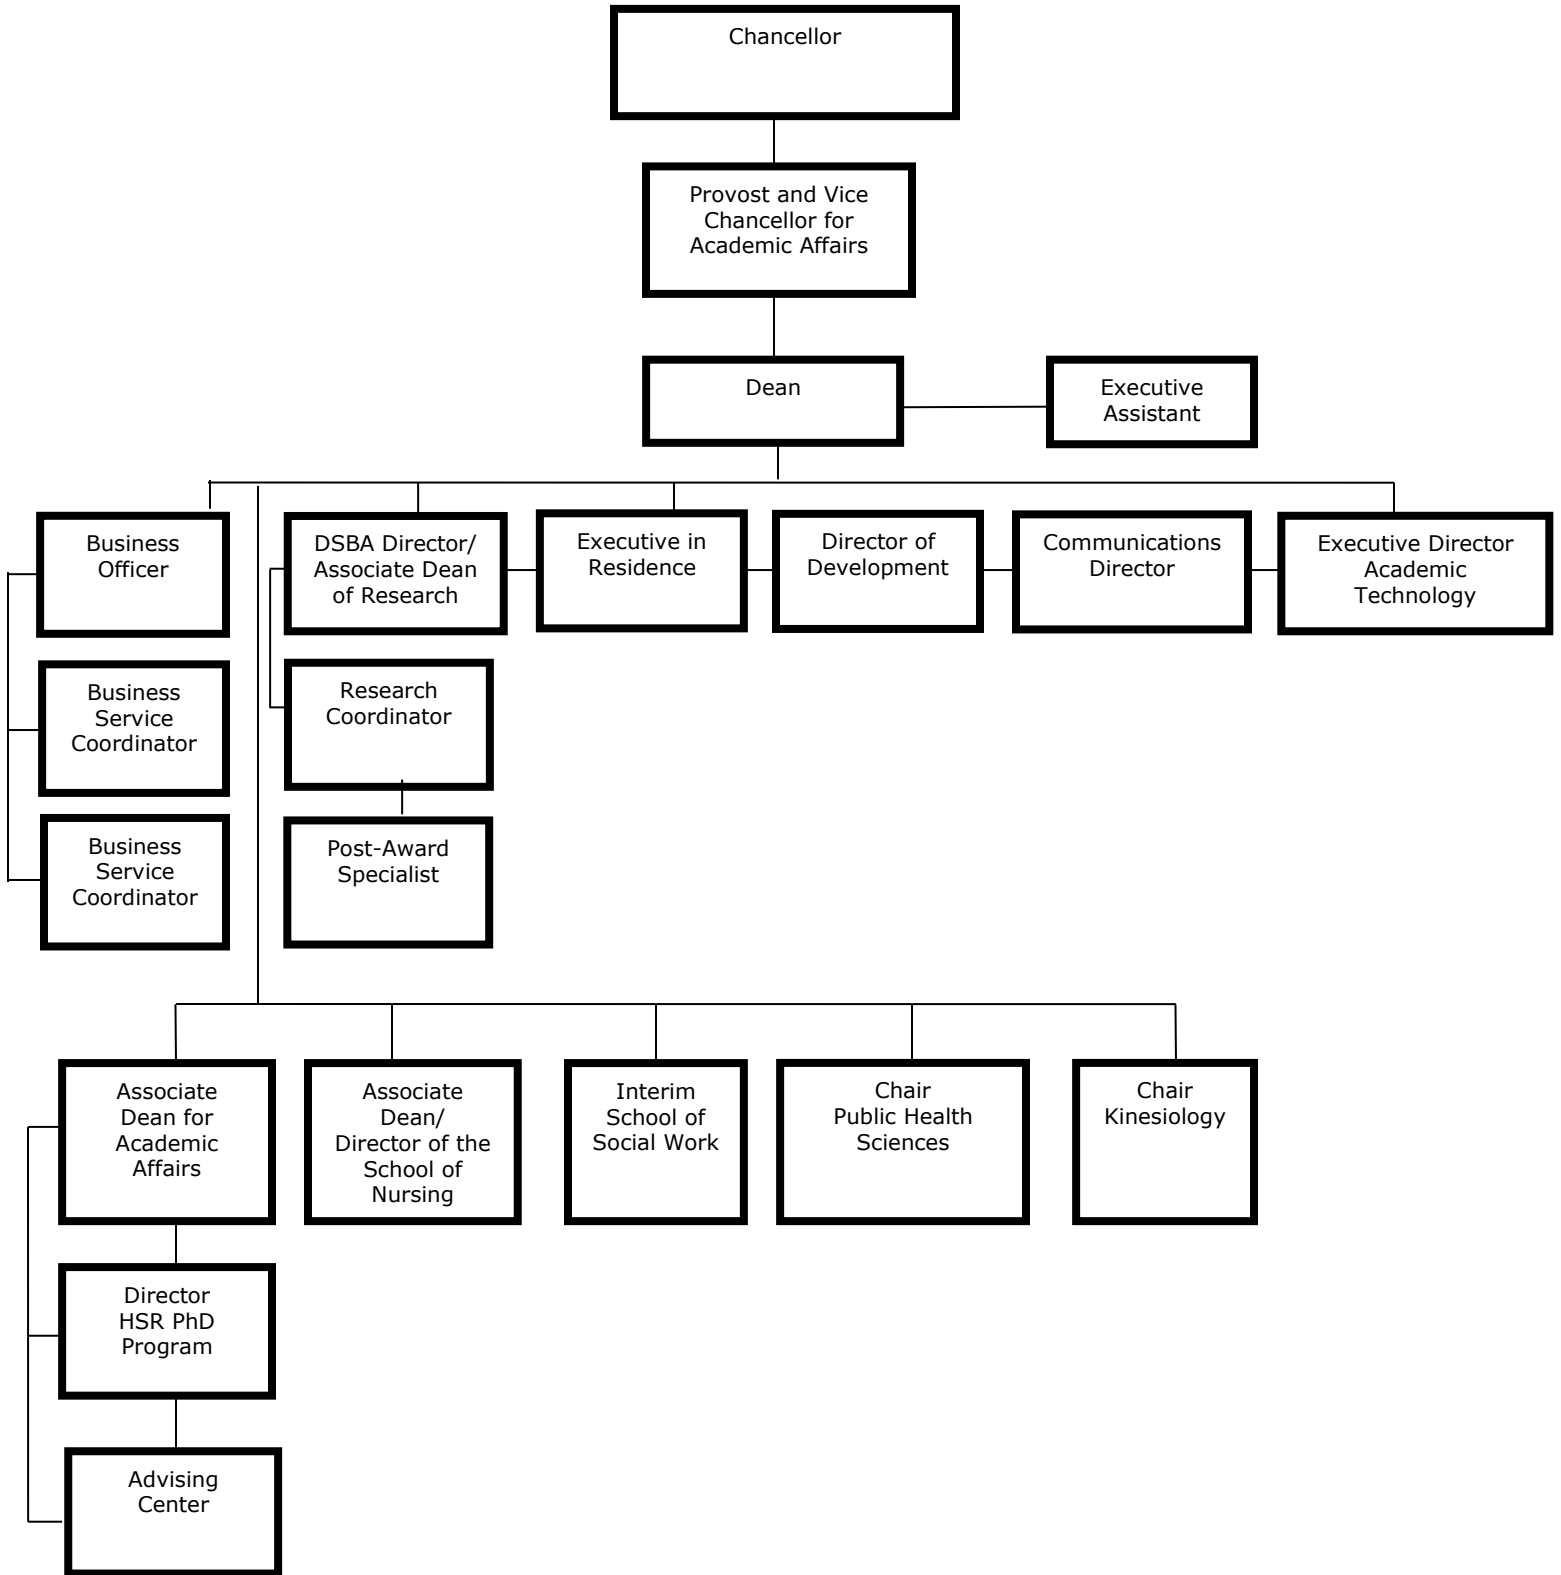 Chancellor
Provost and Vice
Chancellor for
Academic Affairs
Dean
Executive
Assistant
Business
Officer
DSBA Director/
Associate Dean
of Research
Executive in
Residence
Director of
Development
Communications
Director
Executive Director
Academic
Technology
Business
Service
Coordinator
Research
Coordinator
Business
Service
Coordinator
Post-Award
Specialist
Associate
Dean for
Academic
Affairs
Associate
Dean/
Director of the
School of
Nursing
Interim
School of
Social Work
Chair
Public Health
Sciences
Chair
Kinesiology
Director
HSR PhD
Program
Advising
Center